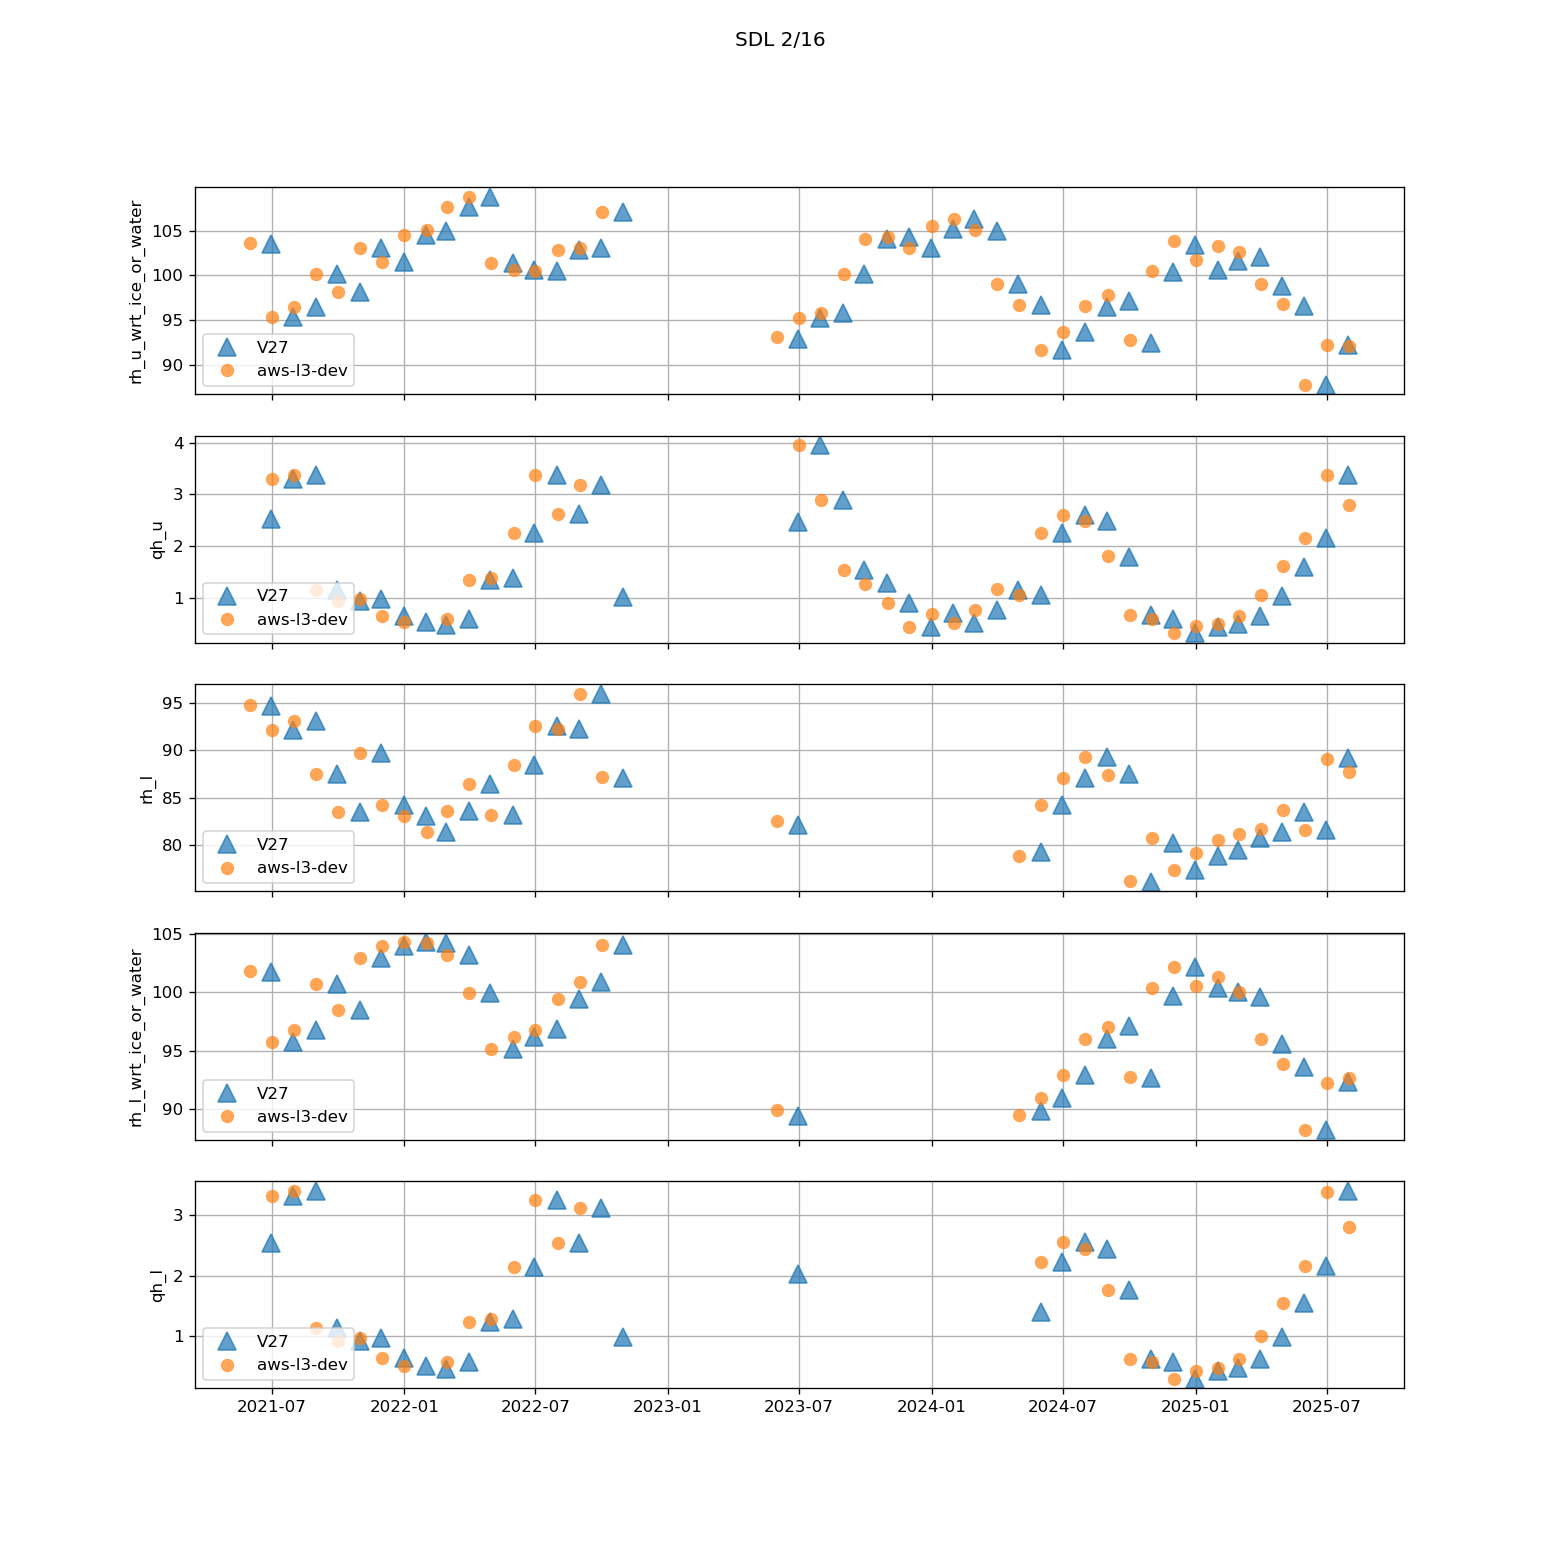 SDL 2/16
rh_u_wrt_ice_or_water
105
100
95
90
V27
aws-l3-dev
qh_u
4
3
2
1
V27
aws-l3-dev
rh_l
95
90
85
80
V27
aws-l3-dev
rh_l_wrt_ice_or_water
105
100
95
90
V27
aws-l3-dev
qh_l
3
2
1
V27
aws-l3-dev
2021-07 2022-01 2022-07 2023-01 2023-07 2024-01 2024-07 2025-01 2025-07